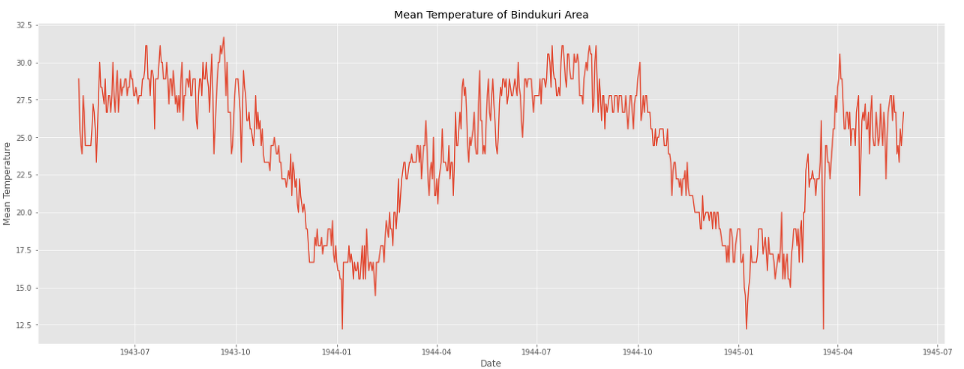 Mean Temperature of Bindukuri Area
Mean Temperature
32.5
30.0
27.5
25.0
22.5
20.0
17.5
15.0
12.5
1943-07 1943-10 1944-01 1944-04 1944-07 1944-10 1945-01 1945-04 1945-07
Date